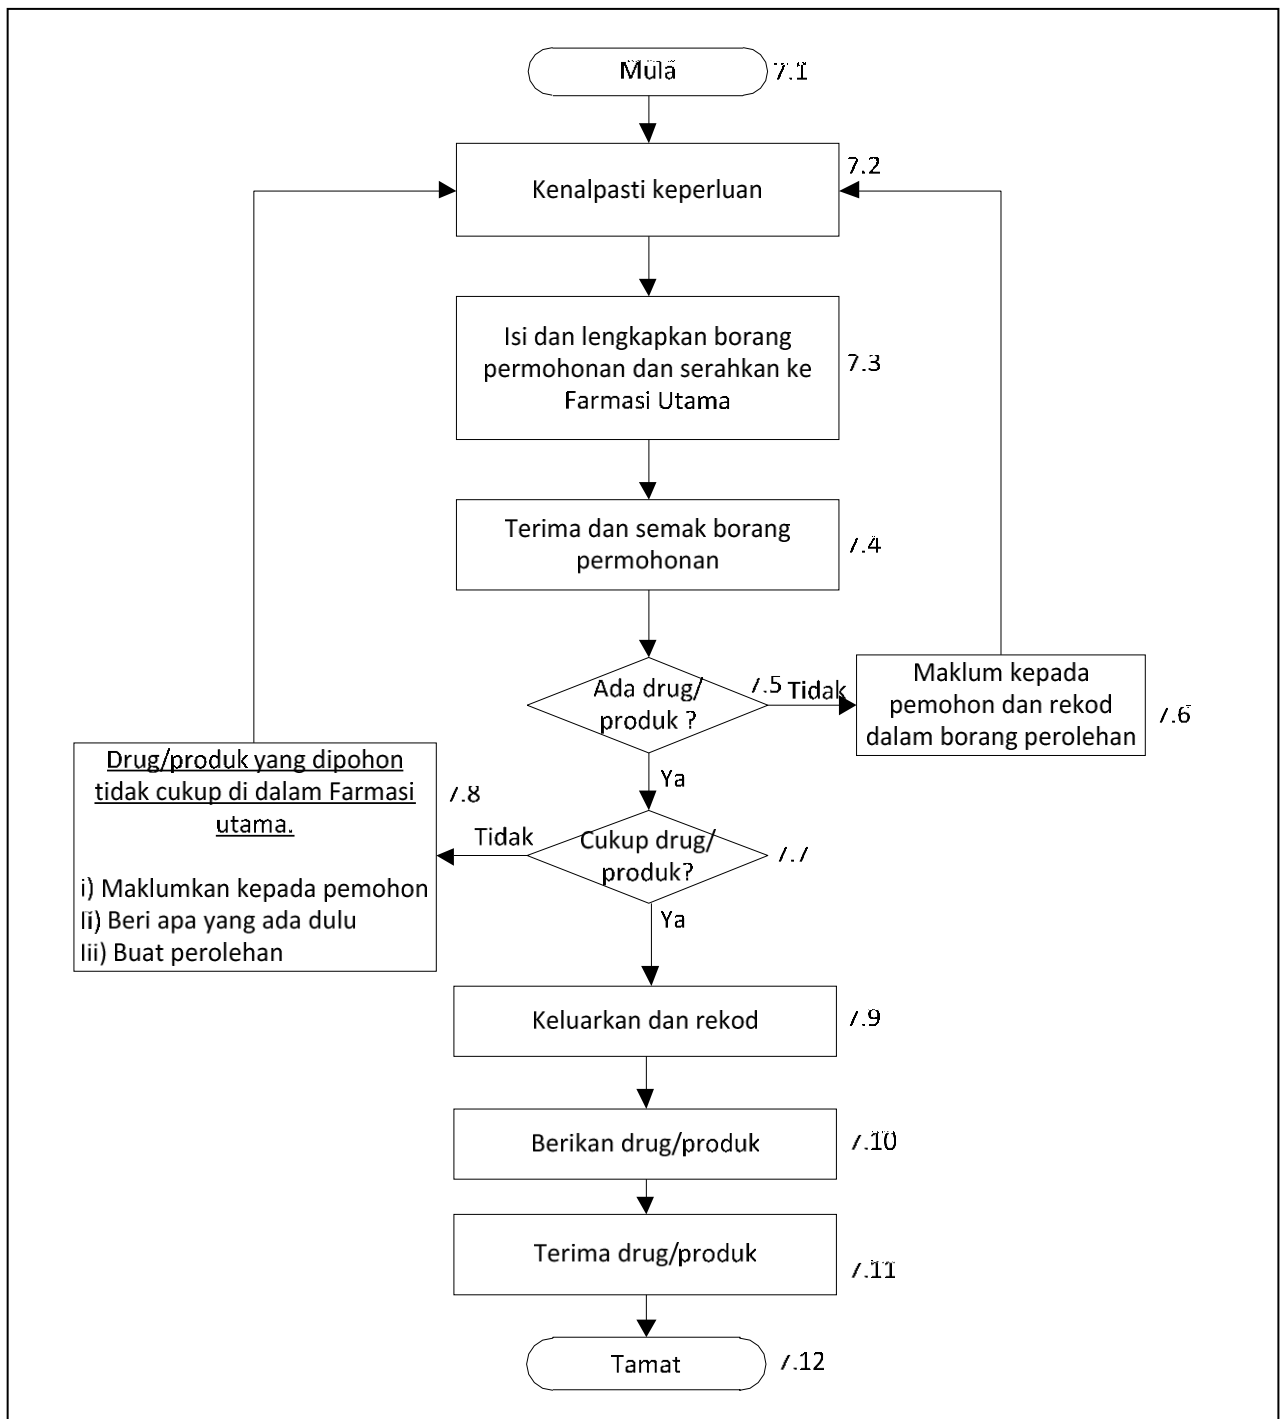 Mula
7.1
7.2
Kenalpasti keperluan
Isi dan lengkapkan borang
permohonan dan serahkan ke
Farmasi Utama
7.3
Terima dan semak borang
permohonan
7.4
Ada drug/
produk ?
7.5
Tidak
Maklum kepada
pemohon dan rekod
dalam borang perolehan
7.6
Ya
Drug/produk yang dipohon
tidak cukup di dalam Farmasi
utama.
i) Maklumkan kepada pemohon
Ii) Beri apa yang ada dulu
Iii) Buat perolehan
7.8
Tidak
Cukup drug/
produk?
7.7
Ya
Keluarkan dan rekod
7.9
Berikan drug/produk
7.10
Terima drug/produk
7.11
Tamat
7.12